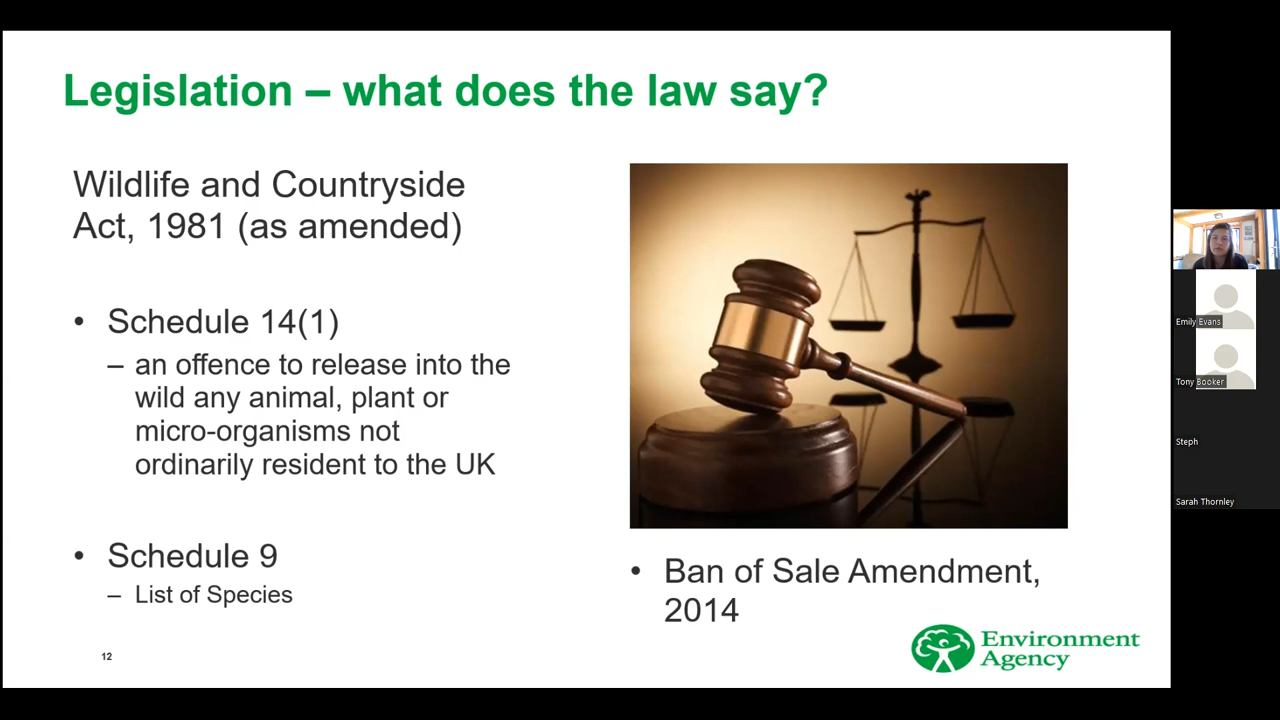 Legislation – what does the law say?
Wildlife and Countryside
Act, 1981 (as amended)
• Schedule 14(1)
– an offence to release into the
wild any animal, plant or
micro-organisms not
ordinarily resident to the UK
• Schedule 9
– List of Species
• Ban of Sale Amendment,
2014
12
Environment
Agency
Emily Evans
Tony Booker
Steph
Sarah Thornley